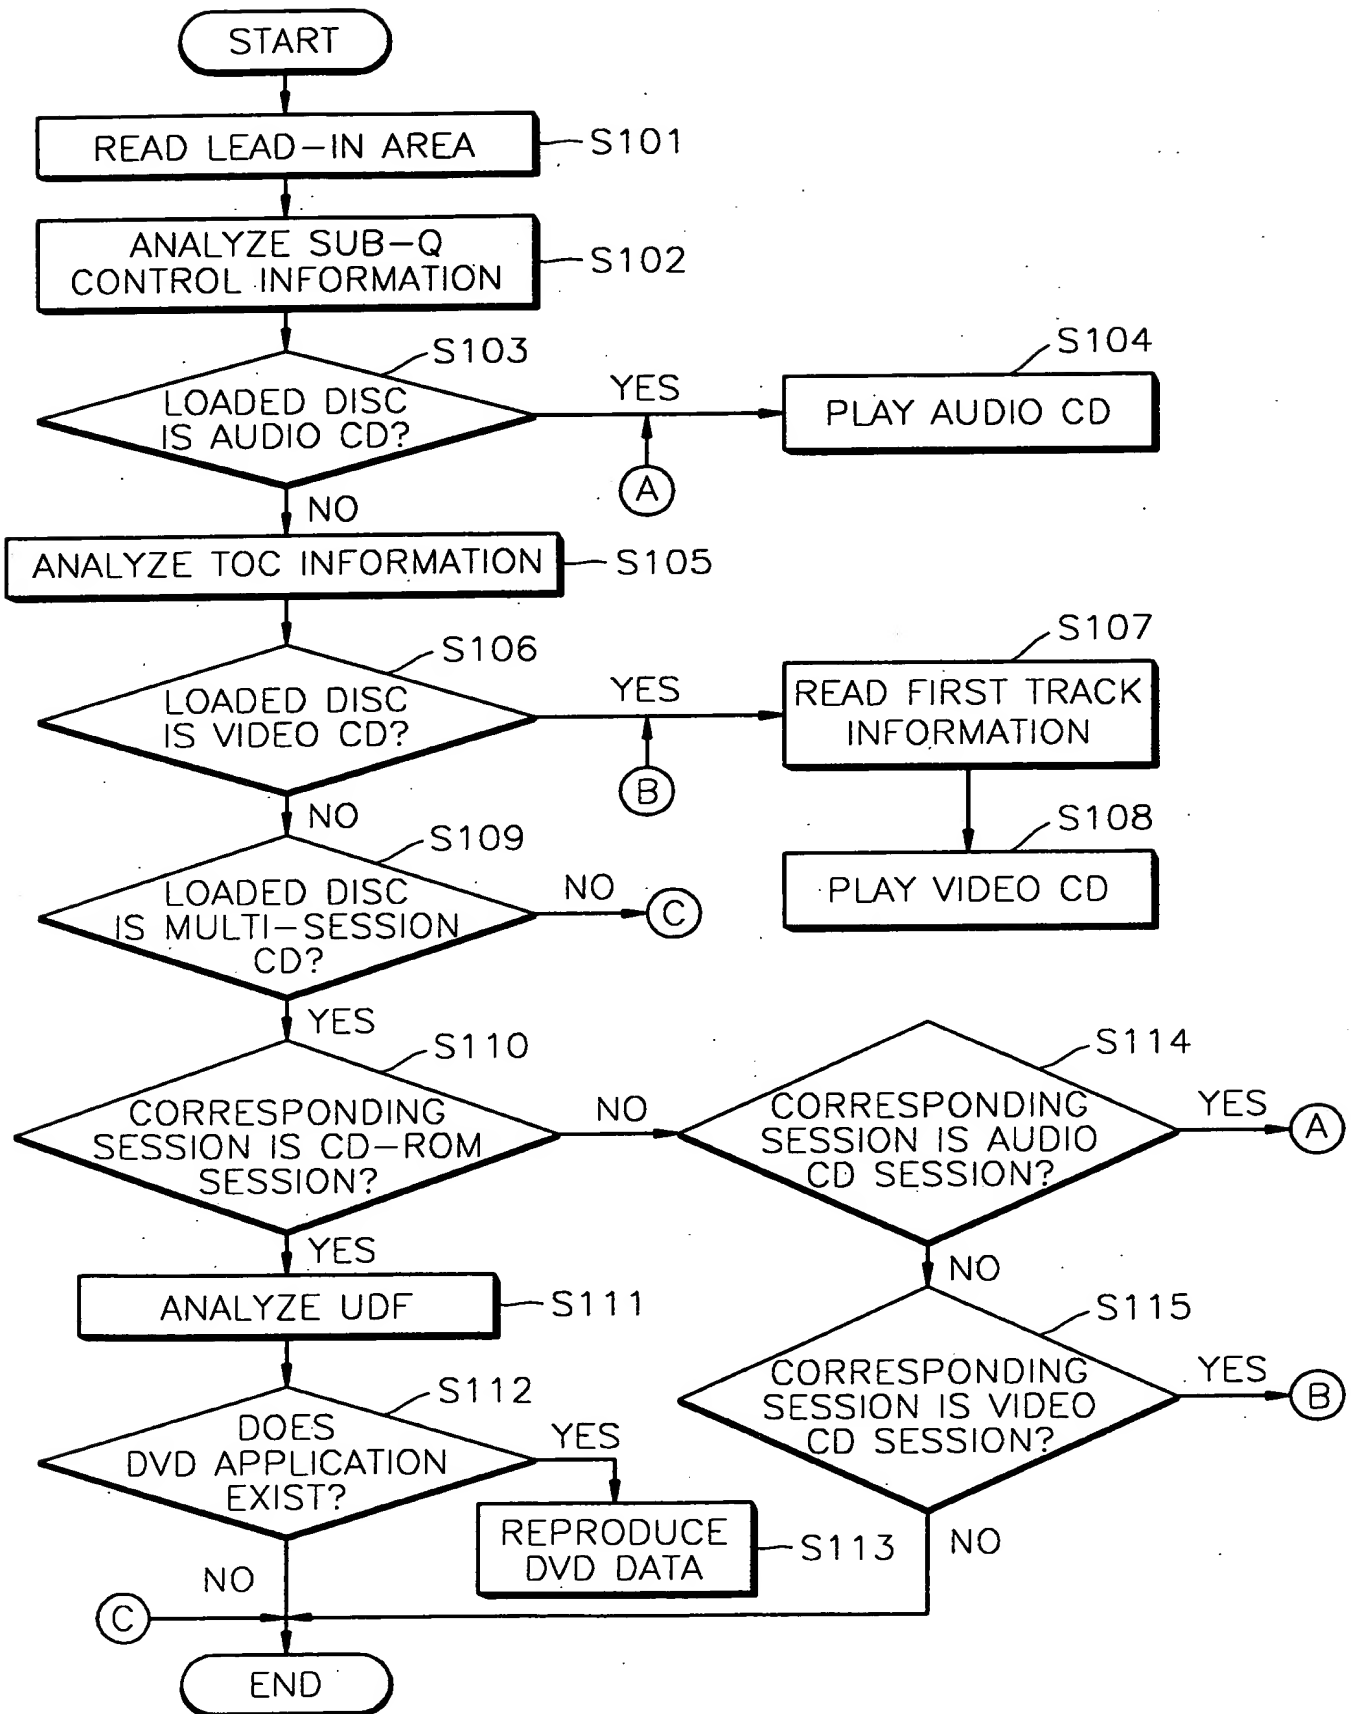 START
READ LEAD-IN AREA
S101
ANALYZE SUB-Q
CONTROL INFORMATION
S102
S103
LOADED DISC
IS AUDIO CD?
YES
A
S104
PLAY AUDIO CD
NO
ANALYZE TOC INFORMATION
S105
S106
LOADED DISC
IS VIDEO CD?
YES
B
S107
READ FIRST TRACK
INFORMATION
S108
PLAY VIDEO CD
NO
S109
LOADED DISC
IS MULTI-SESSION
CD?
NO
C
YES
S110
CORRESPONDING
SESSION IS CD-ROM
SESSION?
NO
S114
CORRESPONDING
SESSION IS AUDIO
CD SESSION?
YES
A
YES
NO
ANALYZE UDF
S111
S115
CORRESPONDING
SESSION IS VIDEO
CD SESSION?
YES
B
S112
DOES
DVD APPLICATION
EXIST?
YES
REPRODUCE
DVD DATA
S113
NO
NO
C
END